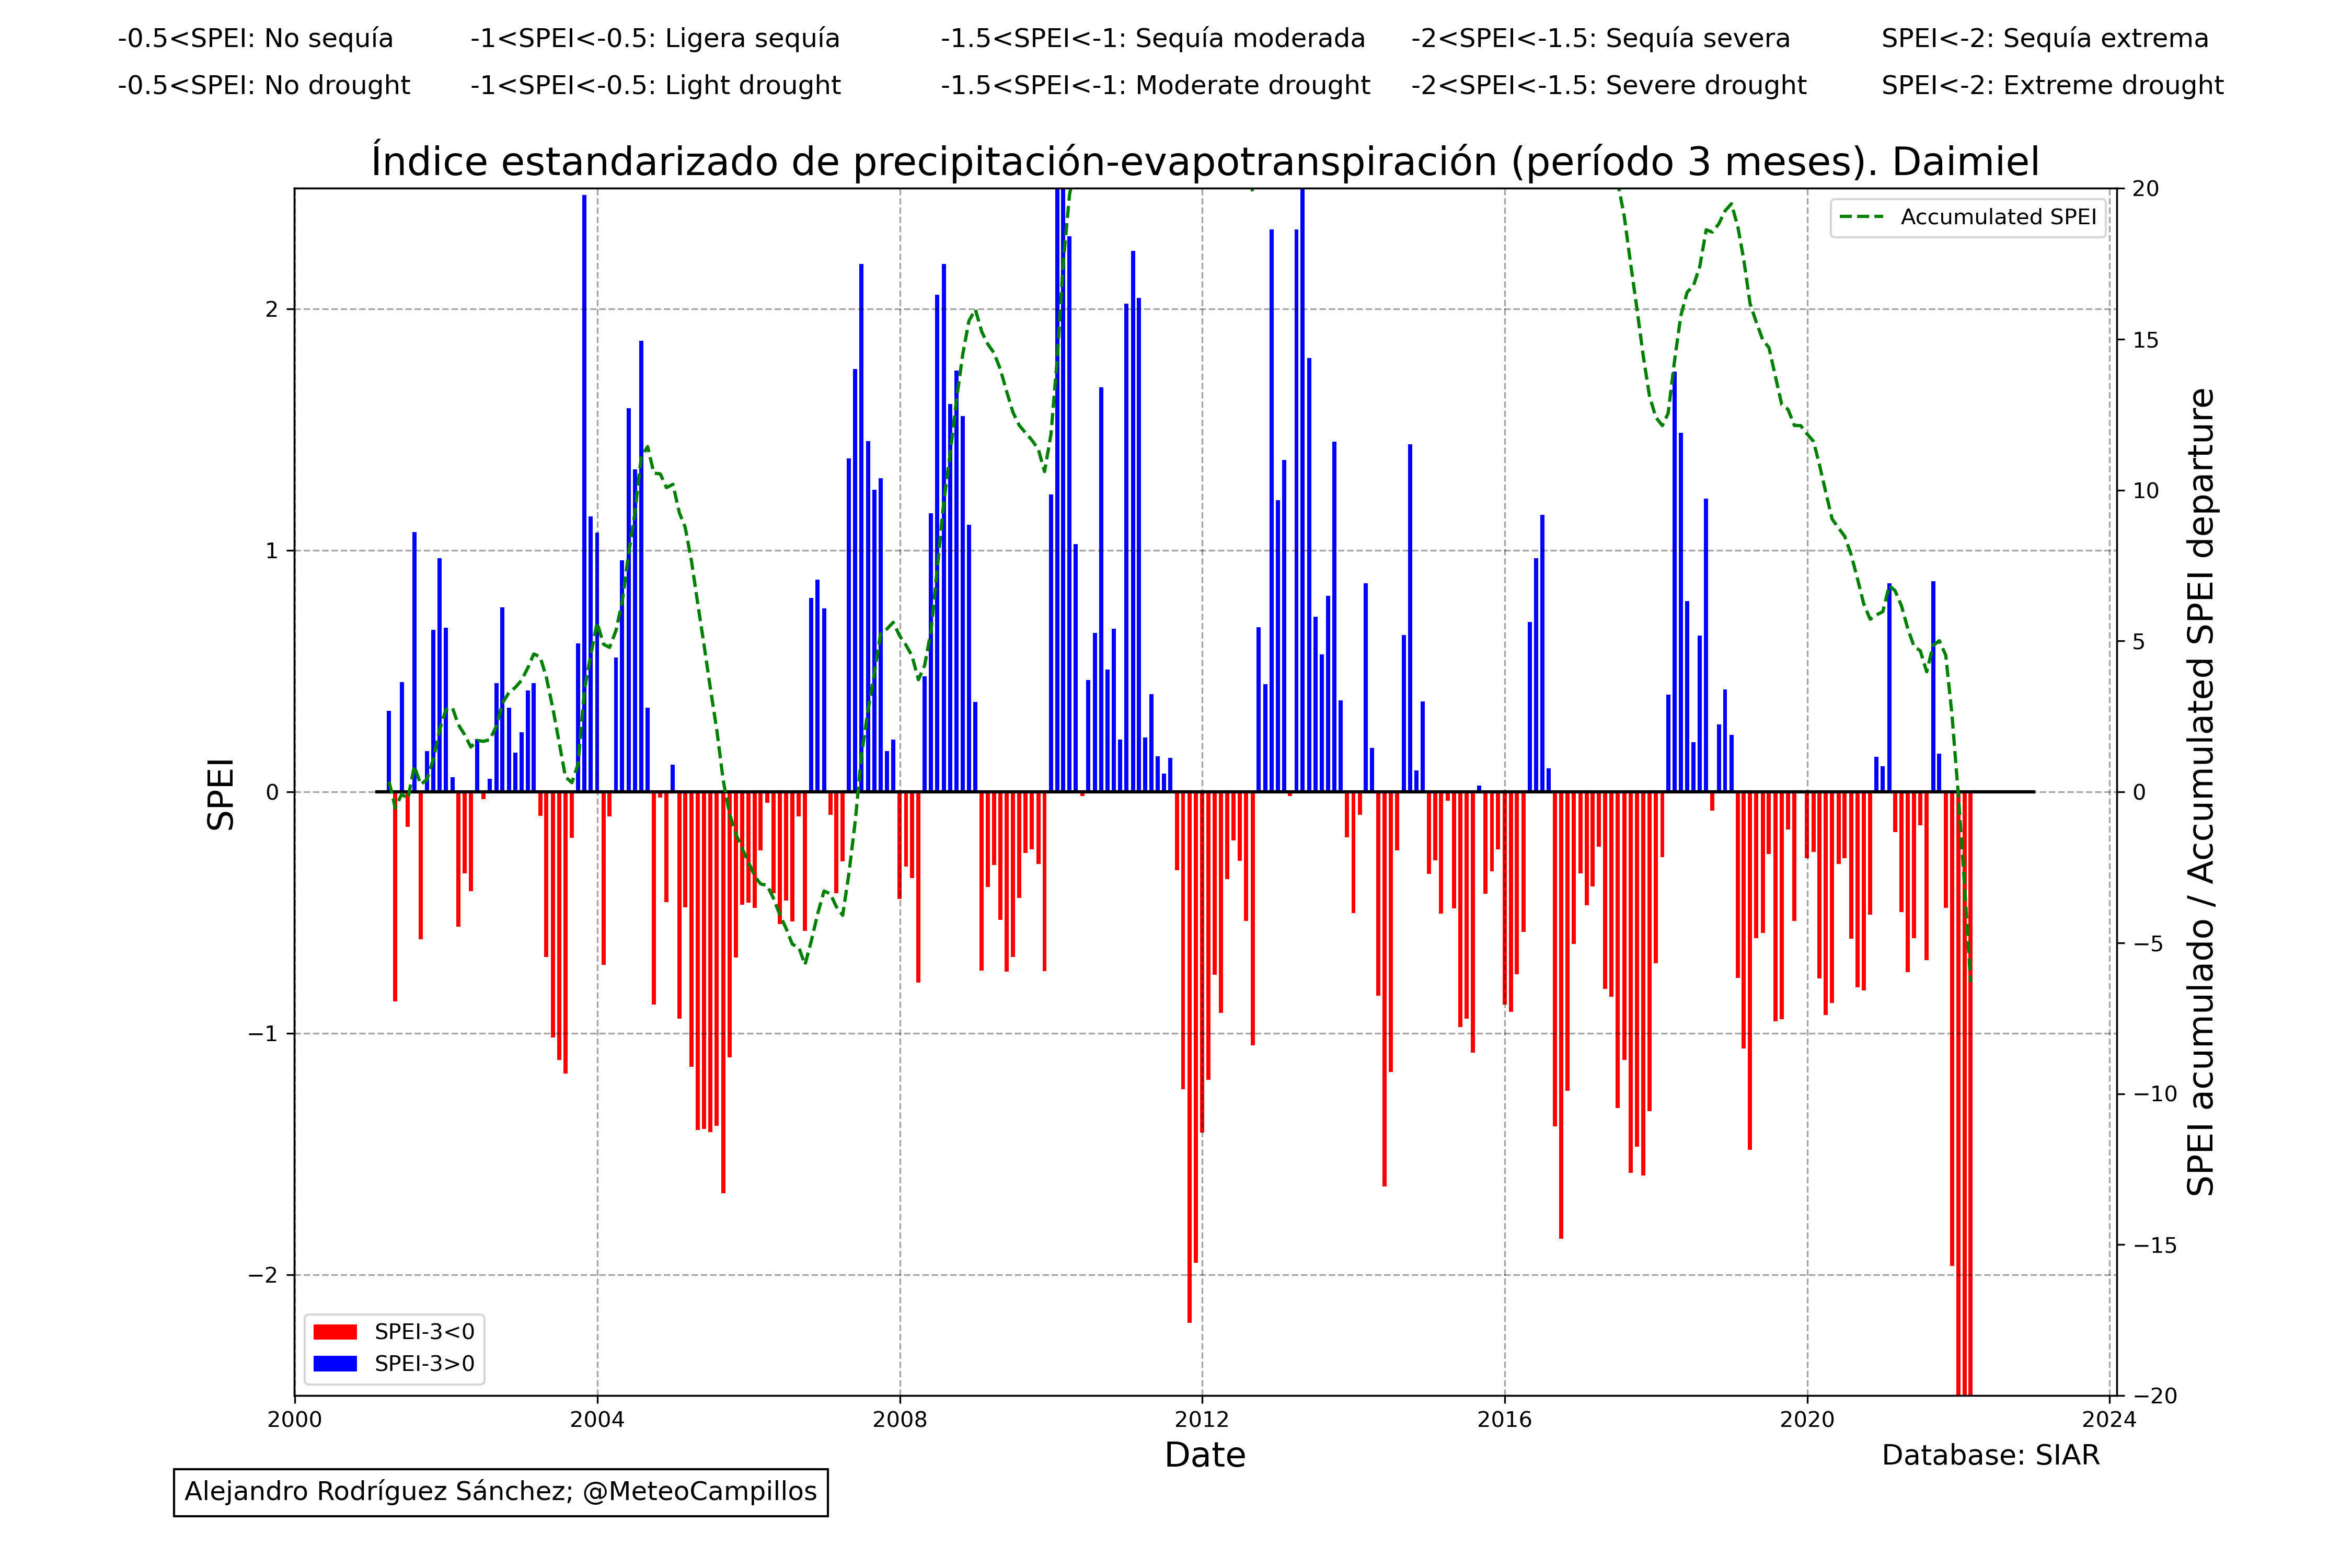 -0.5<SPEI: No sequía
-1<SPEI<-0.5: Ligera sequía
-1.5<SPEI<-1: Sequía moderada
-2<SPEI<-1.5: Sequía severa
SPEI<-2: Sequía extrema
-0.5<SPEI: No drought
-1<SPEI<-0.5: Light drought
-1.5<SPEI<-1: Moderate drought
-2<SPEI<-1.5: Severe drought
SPEI<-2: Extreme drought
Índice estandarizado de precipitación-evapotranspiración (período 3 meses). Daimiel
Accumulated SPEI
SPEI
2
1
0
−1
−2
20
15
10
5
0
−5
−10
−15
−20
SPEI acumulado / Accumulated SPEI departure
SPEI-3<0
SPEI-3>0
2000
2004
2008
2012
2016
2020
2024
Date
Database: SIAR
Alejandro Rodríguez Sánchez; @MeteoCampillos